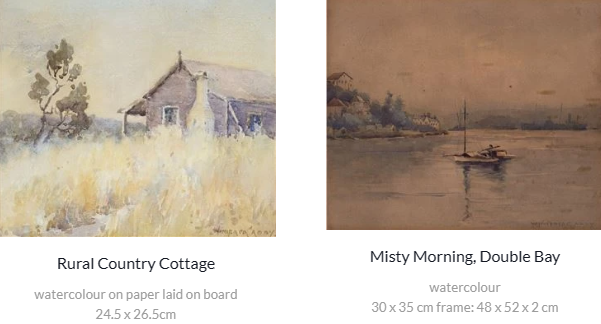 Rural Country Cottage
watercolour on paper laid on board
24.5 x 26.5cm
Misty Morning, Double Bay
watercolour
30 x 35 cm frame: 48 x 52 x 2 cm